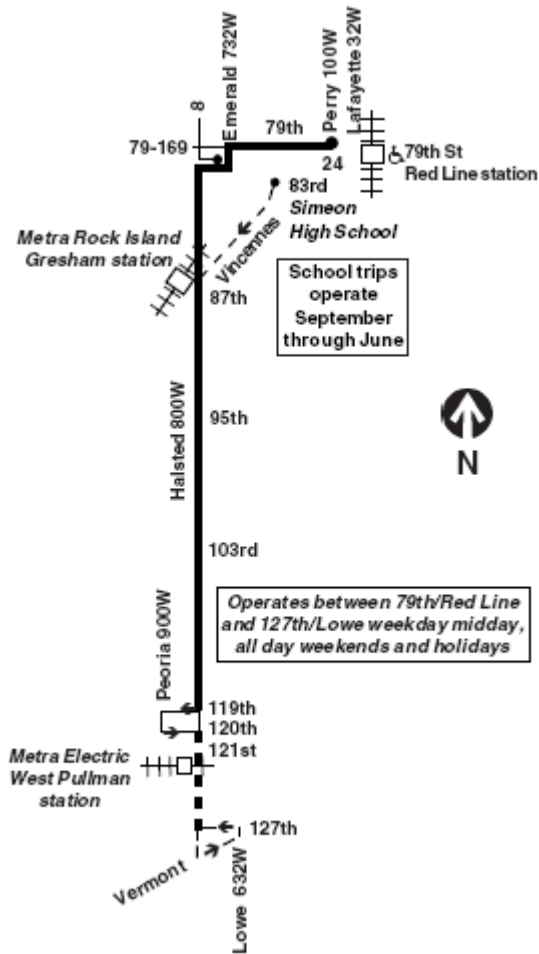 8
Emerald 732W
Perry 100W
Lafayette 32W
79th
79-169
24
79th St
Red Line station
83rd
Simeon
High School
Metra Rock Island
Gresham station
Vincennes
87th
School trips
operate
September
through June
Halsted 800W
95th
N
103rd
Operates between 79th/Red Line
and 127th/Lowe weekday midday,
all day weekends and holidays
Peoria 900W
119th
120th
121st
Metra Electric
West Pullman
station
127th
Vermont
Lowe 632W